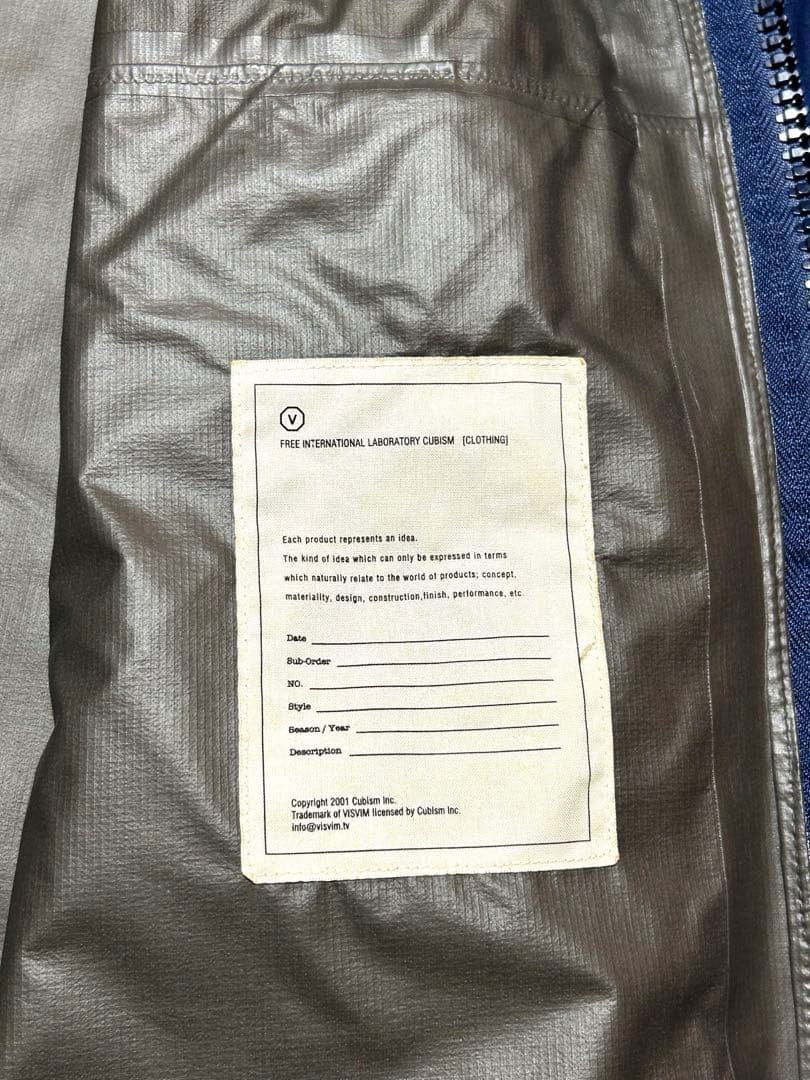 V
FREE INTERNATIONAL LABORATORY CUBISM [CLOTHING]
Each product represents an idea.
The kind of idea which can only be expressed in terms
which naturally relate to the world of products; concept,
materiality, design, construction,finish, performance, etc.
Date
Sub-Order
NO.
Style
Season / Year
Description
Copyright 2001 Cubism Inc.
Trademark of VISVIM licensed by Cubism Inc.
info@visvim.tv